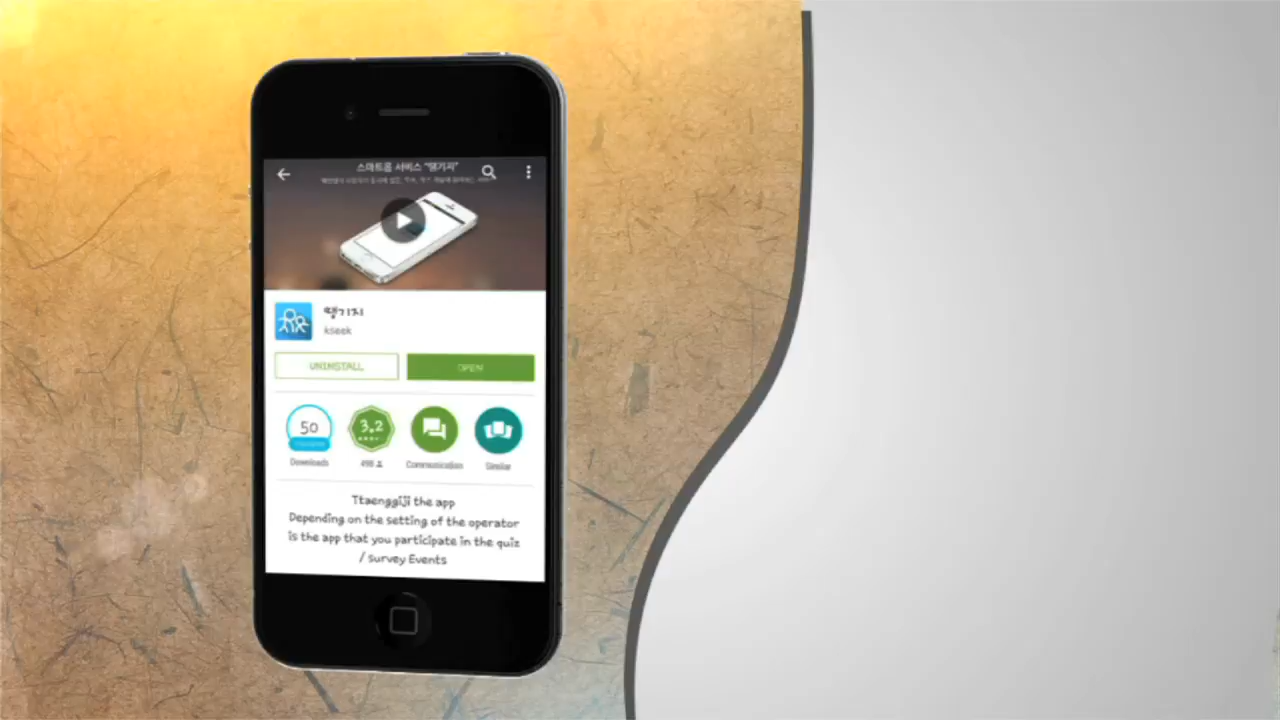 스마트폰 서비스 "땡기지"
땡기지
kseek
UNINSTALL
OPEN
50
3.2
Downloads
498
Communication
Similar
Ttaenggiji the app
Depending on the setting of the operator
is the app that you participate in the quiz
/ survey Events